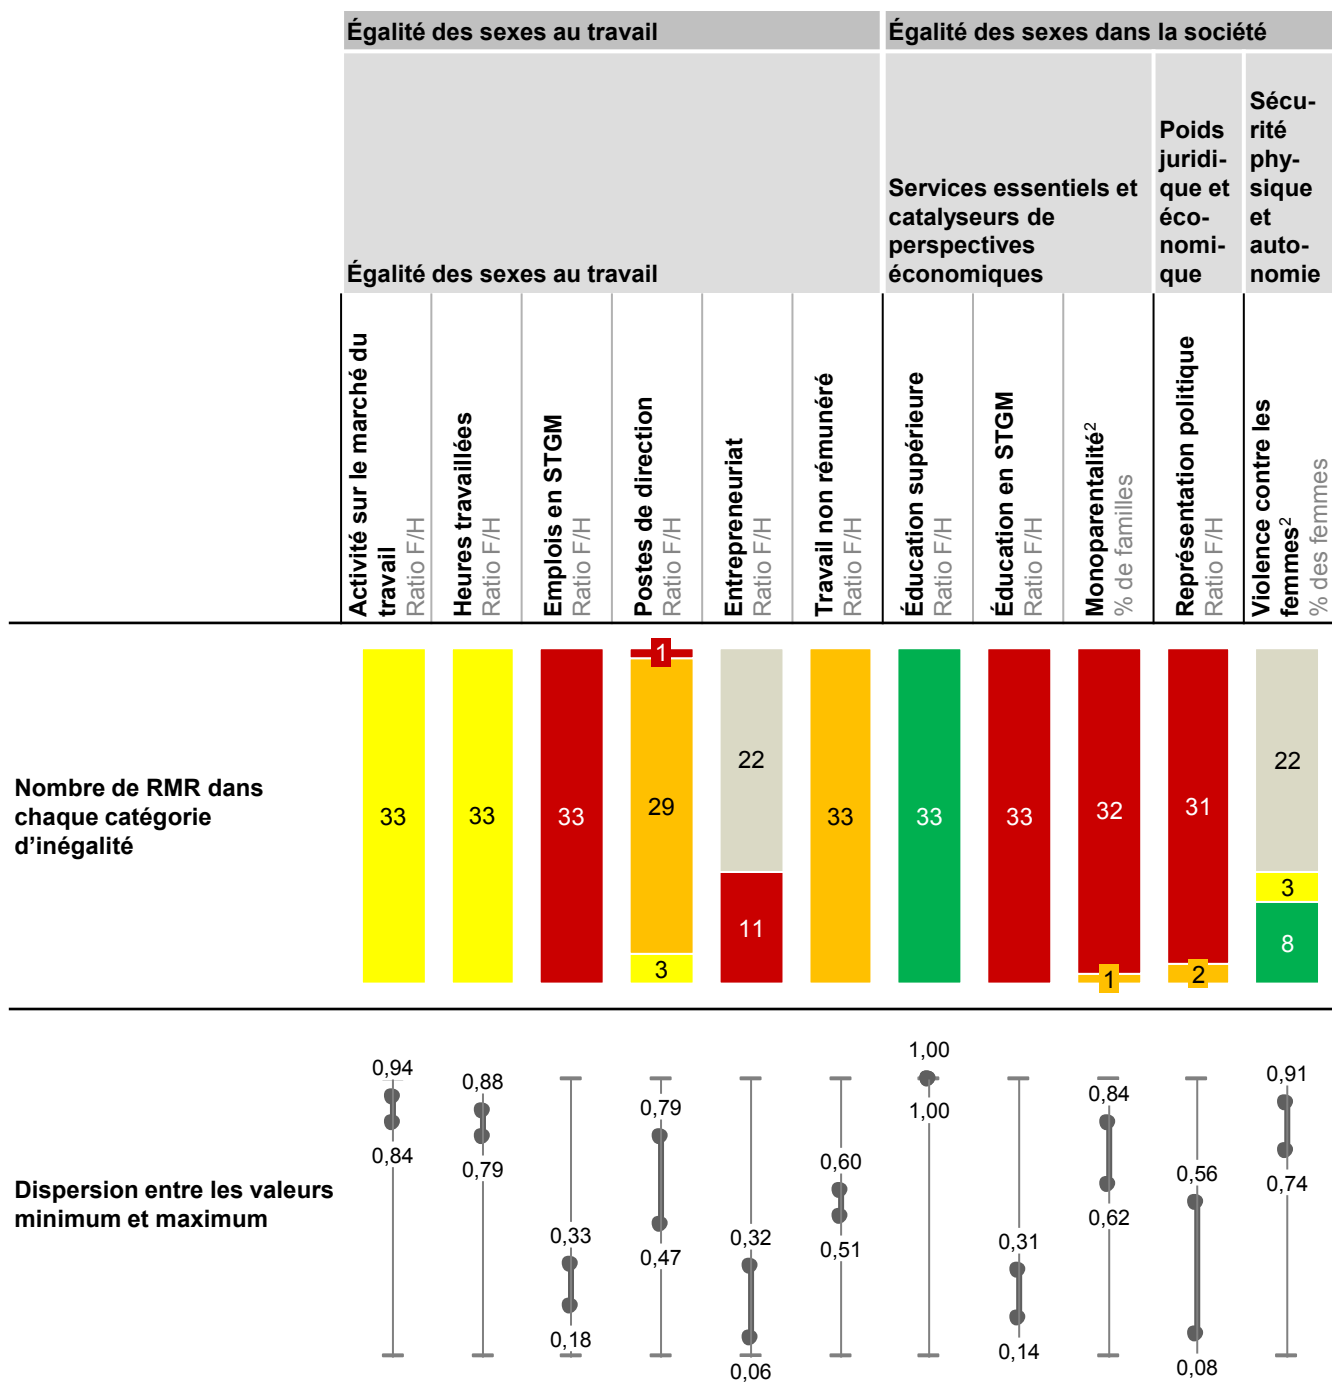 Égalité des sexes au travail
Égalité des sexes dans la société
Égalité des sexes au travail
Services essentiels et
catalyseurs de
perspectives
économiques
Poids
juridi-
que et
éco-
nomi-
que
Sécu-
rité
phy-
sique
et
auto-
nomie
Activité sur le marché du
travail
Ratio F/H
Heures travaillées
Ratio F/H
Emplois en STGM
Ratio F/H
Postes de direction
Ratio F/H
Entrepreneuriat
Ratio F/H
Travail non rémunéré
Ratio F/H
Éducation supérieure
Ratio F/H
Éducation en STGM
Ratio F/H
Monoparentalité²
% de familles
Représentation politique
Ratio F/H
Violence contre les
femmes²
% des femmes
Nombre de RMR dans
chaque catégorie
d'inégalité
33
33
33
1
29
3
22
11
33
33
33
32
1
31
2
22
3
8
Dispersion entre les valeurs
minimum et maximum
0,94
0,84
0,88
0,79
0,33
0,18
0,79
0,47
0,32
0,06
0,60
0,51
1,00
1,00
0,31
0,14
0,84
0,62
0,56
0,08
0,91
0,74